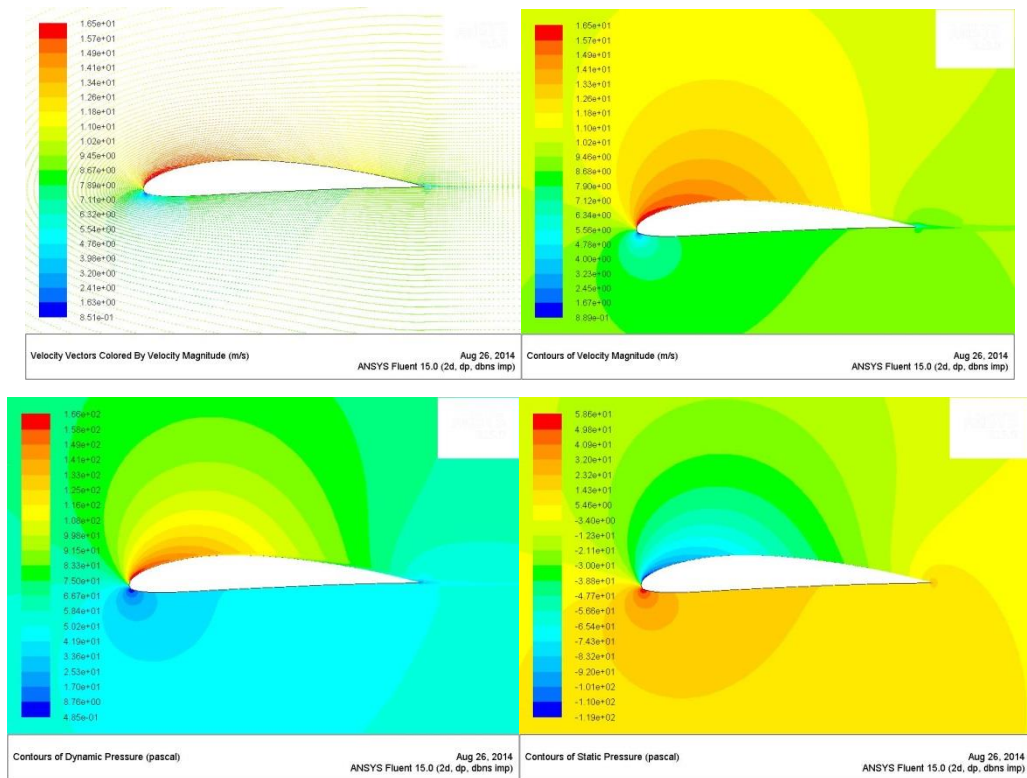 1.65e+01
1.57e+01
1.49e+01
1.41e+01
1.34e+01
1.26e+01
1.18e+01
1.10e+01
1.02e+01
9.45e+00
8.67e+00
7.89e+00
7.11e+00
6.32e+00
5.54e+00
4.76e+00
3.98e+00
3.20e+00
2.41e+00
1.63e+00
8.51e-01
Velocity Vectors Colored By Velocity Magnitude (m/s)
Aug 26, 2014
ANSYS Fluent 15.0 (2d, dp, dbns imp)
1.65e+01
1.57e+01
1.49e+01
1.41e+01
1.34e+01
1.26e+01
1.18e+01
1.10e+01
1.02e+01
9.46e+00
8.68e+00
7.90e+00
7.12e+00
6.34e+00
5.56e+00
4.78e+00
4.00e+00
3.23e+00
2.45e+00
1.67e+00
8.89e-01
Contours of Velocity Magnitude (m/s)
Aug 26, 2014
ANSYS Fluent 15.0 (2d, dp, dbns imp)
1.66e+02
1.58e+02
1.49e+02
1.41e+02
1.33e+02
1.25e+02
1.16e+02
1.08e+02
9.98e+01
9.15e+01
8.33e+01
7.50e+01
6.67e+01
5.84e+01
5.02e+01
4.19e+01
3.36e+01
2.53e+01
1.70e+01
8.76e+00
4.85e-01
Contours of Dynamic Pressure (pascal)
Aug 26, 2014
ANSYS Fluent 15.0 (2d, dp, dbns imp)
5.86e+01
4.98e+01
4.09e+01
3.20e+01
2.32e+01
1.43e+01
5.46e+00
-3.40e+00
-1.23e+01
-2.11e+01
-3.00e+01
-3.88e+01
-4.77e+01
-5.66e+01
-6.54e+01
-7.43e+01
-8.32e+01
-9.20e+01
-1.01e+02
-1.10e+02
-1.19e+02
Contours of Static Pressure (pascal)
Aug 26, 2014
ANSYS Fluent 15.0 (2d, dp, dbns imp)